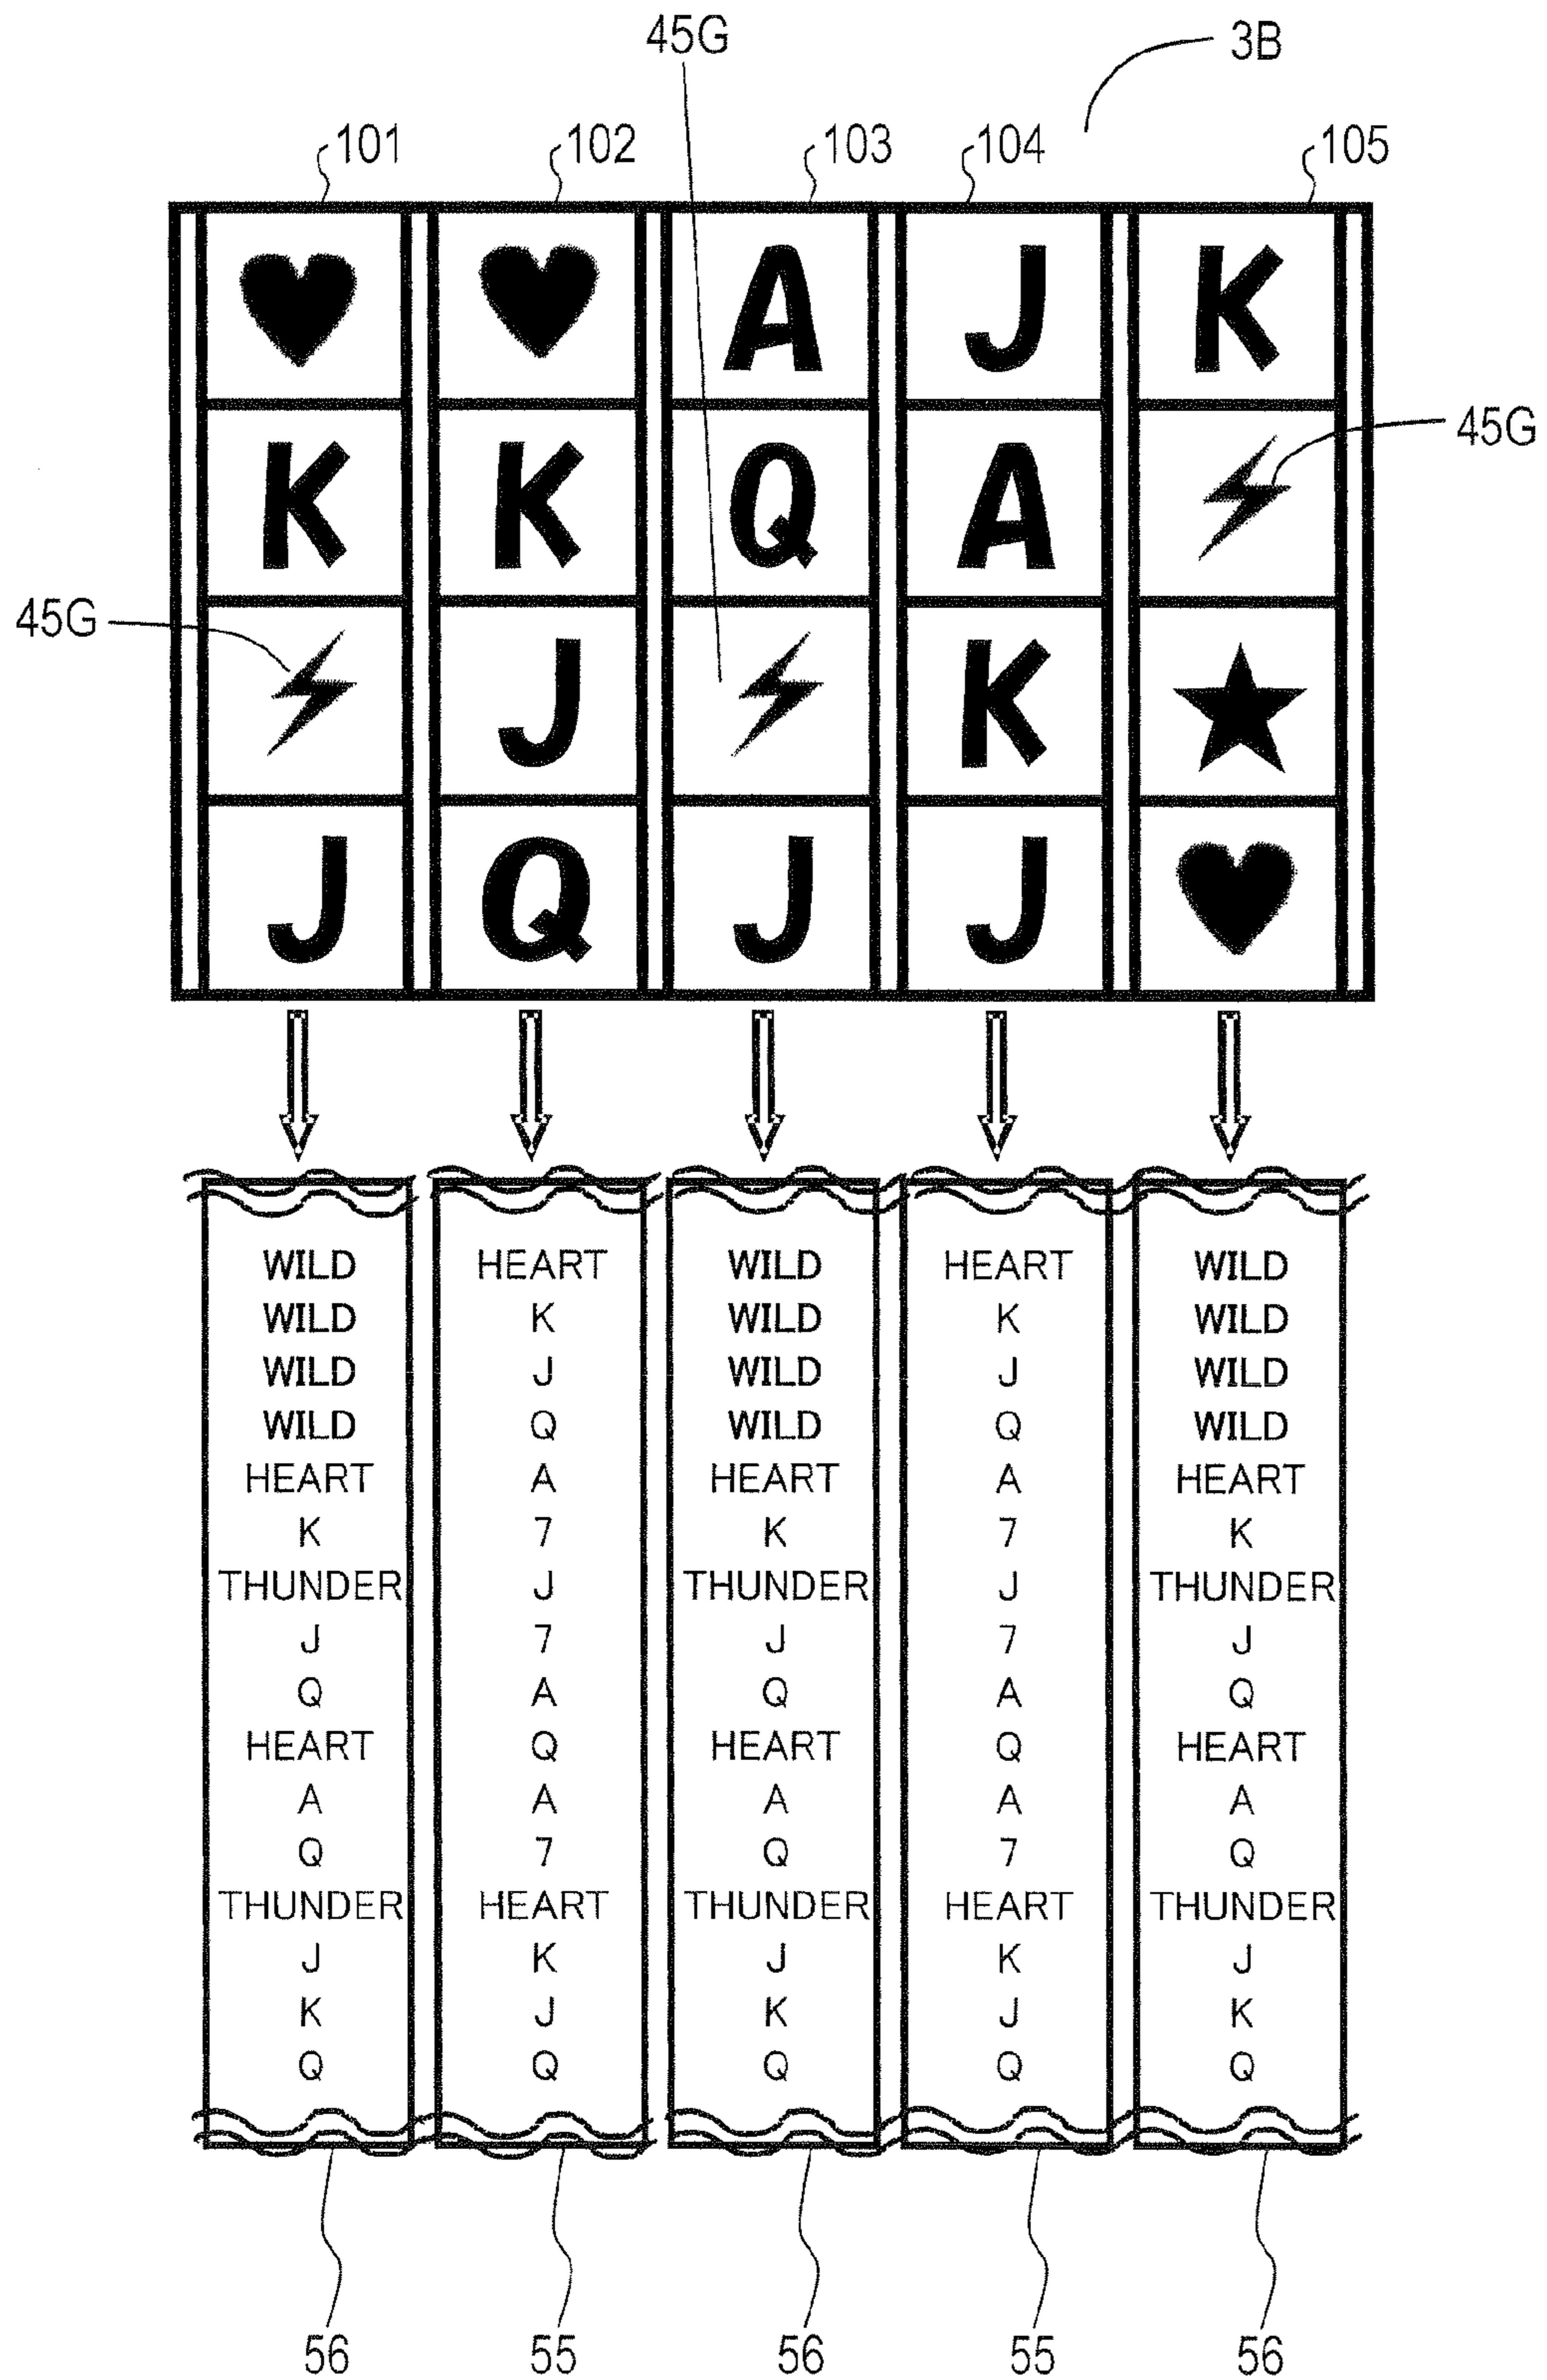 45G
3B
101 102 103 104 105
A J K
K K Q A
45G
45G
J K
J Q J J
WILD HEART WILD HEART WILD
WILD K WILD K WILD
WILD J WILD J WILD
WILD Q WILD Q WILD
HEART A HEART A HEART
K 7 K 7 K
THUNDER J THUNDER J THUNDER
J 7 J 7 J
Q A Q A Q
HEART Q HEART Q HEART
A A A A A
Q 7 Q 7 Q
THUNDER HEART THUNDER HEART THUNDER
J K J K J
K J K J K
Q Q Q Q Q
56 55 56 55 56